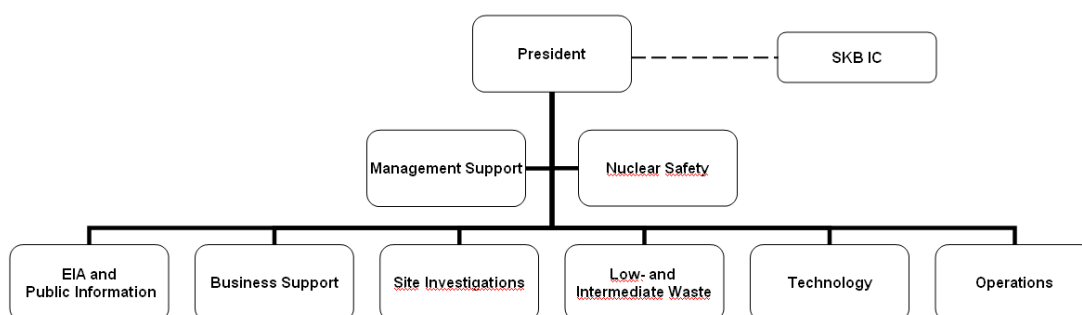 President
SKB IC
Management Support
Nuclear Safety
EIA and
Public Information
Business Support
Site Investigations
Low- and
Intermediate Waste
Technology
Operations